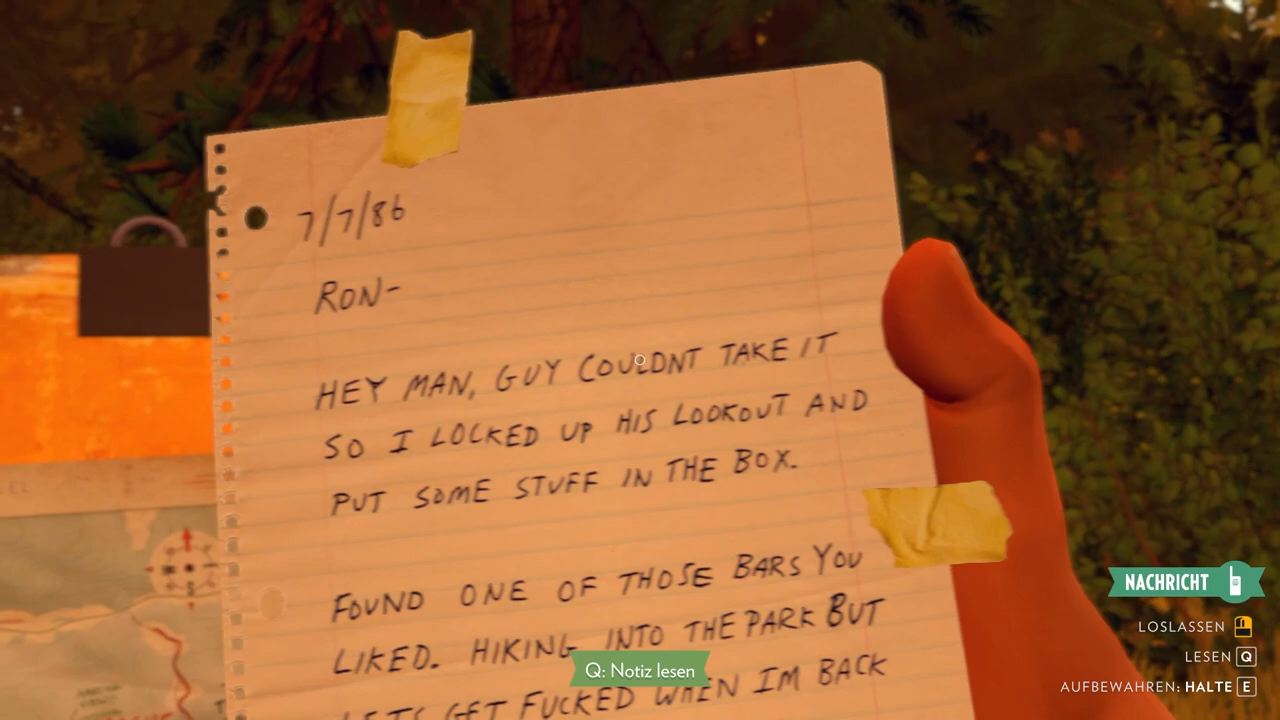 7/7/86
RON-
HEY MAN, GUY COULDNT TAKE IT
SO I LOCKED UP HIS LOOKOUT AND
PUT SOME STUFF IN THE BOX.
FOUND ONE OF THOSE BARS YOU
LIKED. HIKING INTO THE PARK BUT
LETS GET FUCKED WHEN IM BACK
Q: Notiz lesen
NACHRICHT
LOSLASSEN
LESEN Q
AUFBEWAHREN: HALTE E